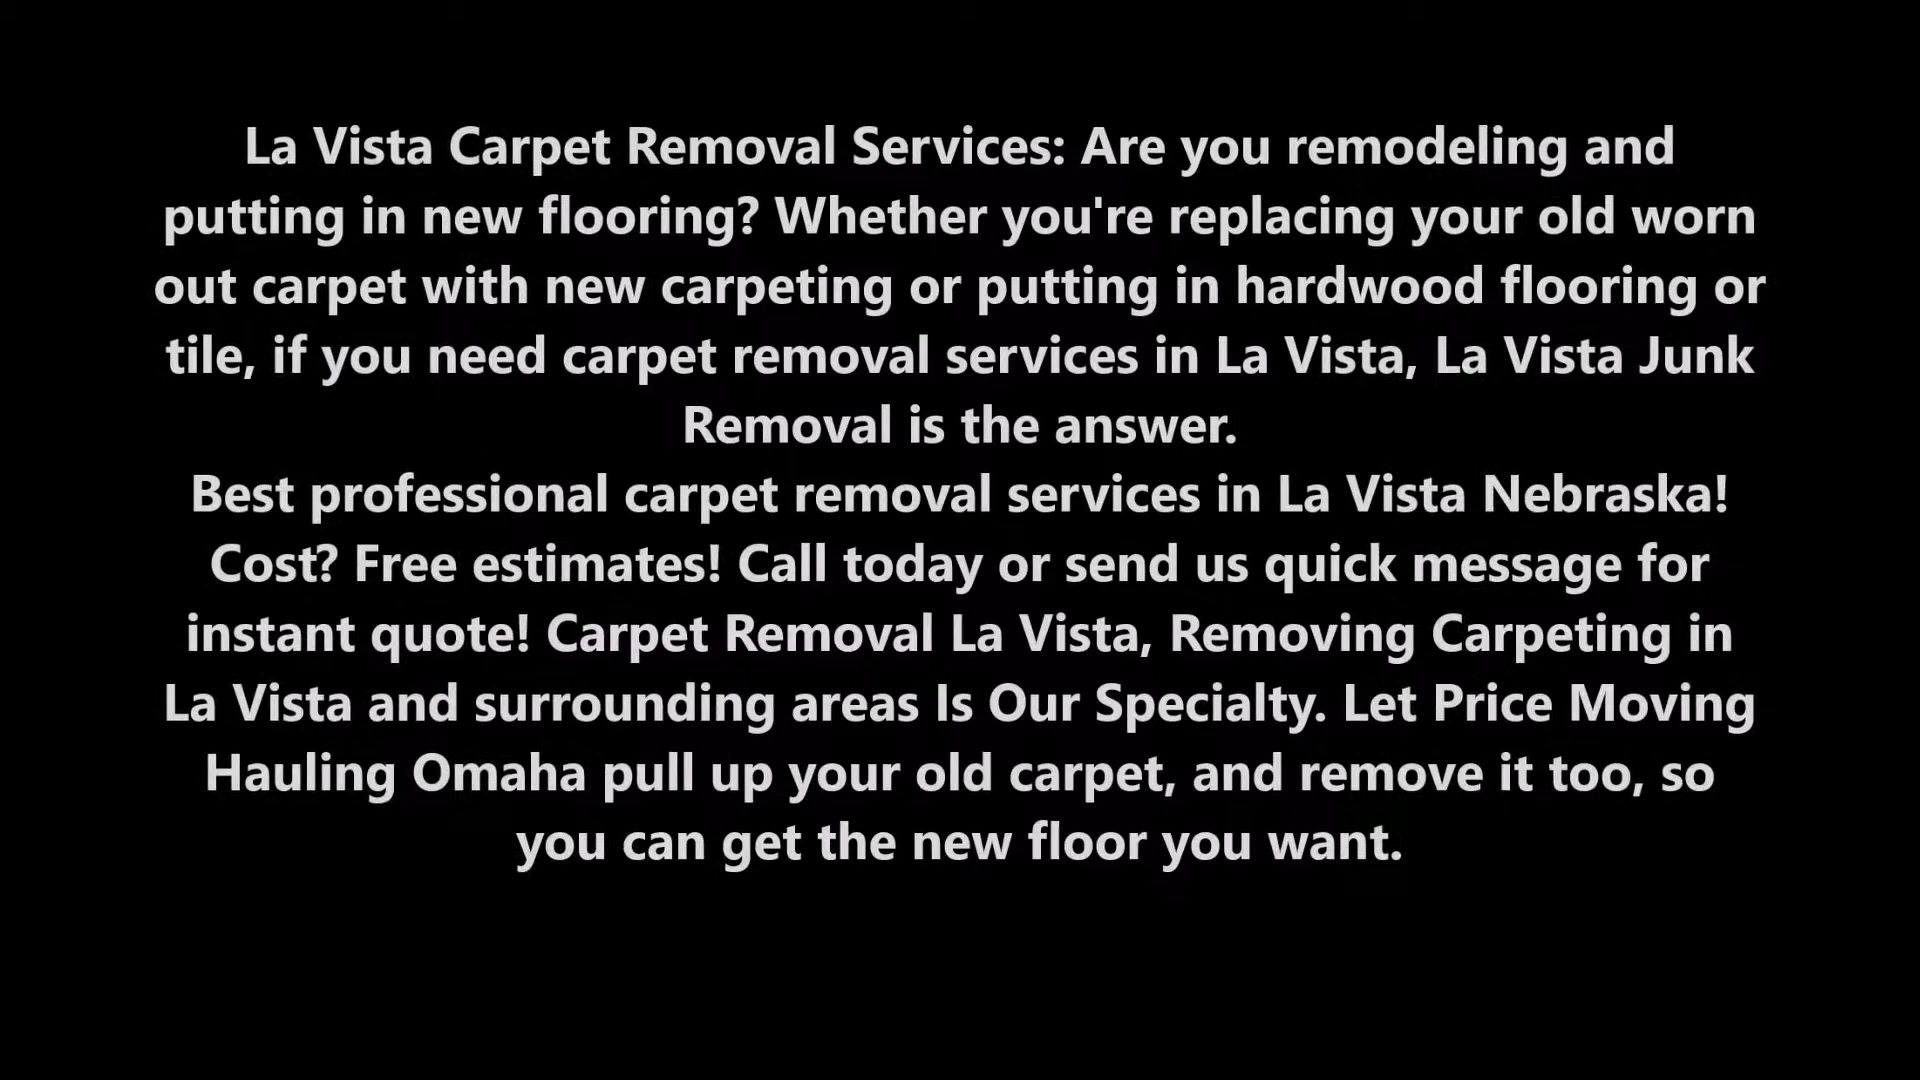 La Vista Carpet Removal Services: Are you remodeling and
putting in new flooring? Whether you're replacing your old worn
out carpet with new carpeting or putting in hardwood flooring or
tile, if you need carpet removal services in La Vista, La Vista Junk
Removal is the answer.
Best professional carpet removal services in La Vista Nebraska!
Cost? Free estimates! Call today or send us quick message for
instant quote! Carpet Removal La Vista, Removing Carpeting in
La Vista and surrounding areas Is Our Specialty. Let Price Moving
Hauling Omaha pull up your old carpet, and remove it too, so
you can get the new floor you want.